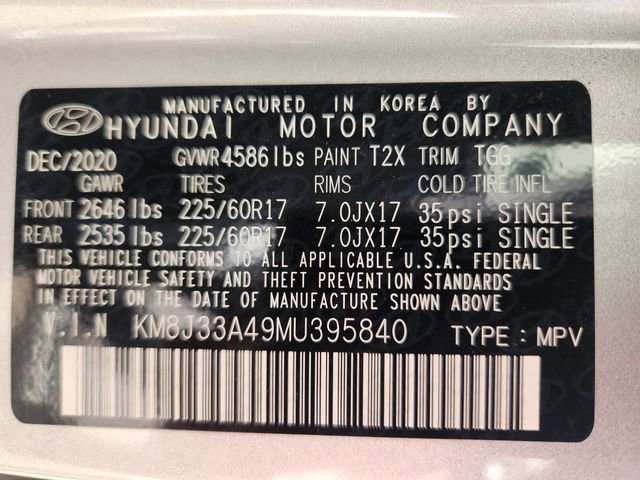 MANUFACTURED IN KOREA BY
HYUNDAI MOTOR COMPANY
DEC/2020 GVWR 4586lbs PAINT T2X TRIM TGG
GAWR TIRES RIMS COLD TIRE INFL
FRONT 2646 lbs 225/60R17 7.0JX17 35psi SINGLE
REAR 2535 lbs 225/60R17 7.0JX17 35psi SINGLE
THIS VEHICLE CONFORMS TO ALL APPLICABLE U.S.A. FEDERAL
MOTOR VEHICLE SAFETY AND THEFT PREVENTION STANDARDS
IN EFFECT ON THE DATE OF MANUFACTURE SHOWN ABOVE
V.I.N KM8J33A49MU395840 TYPE : MPV